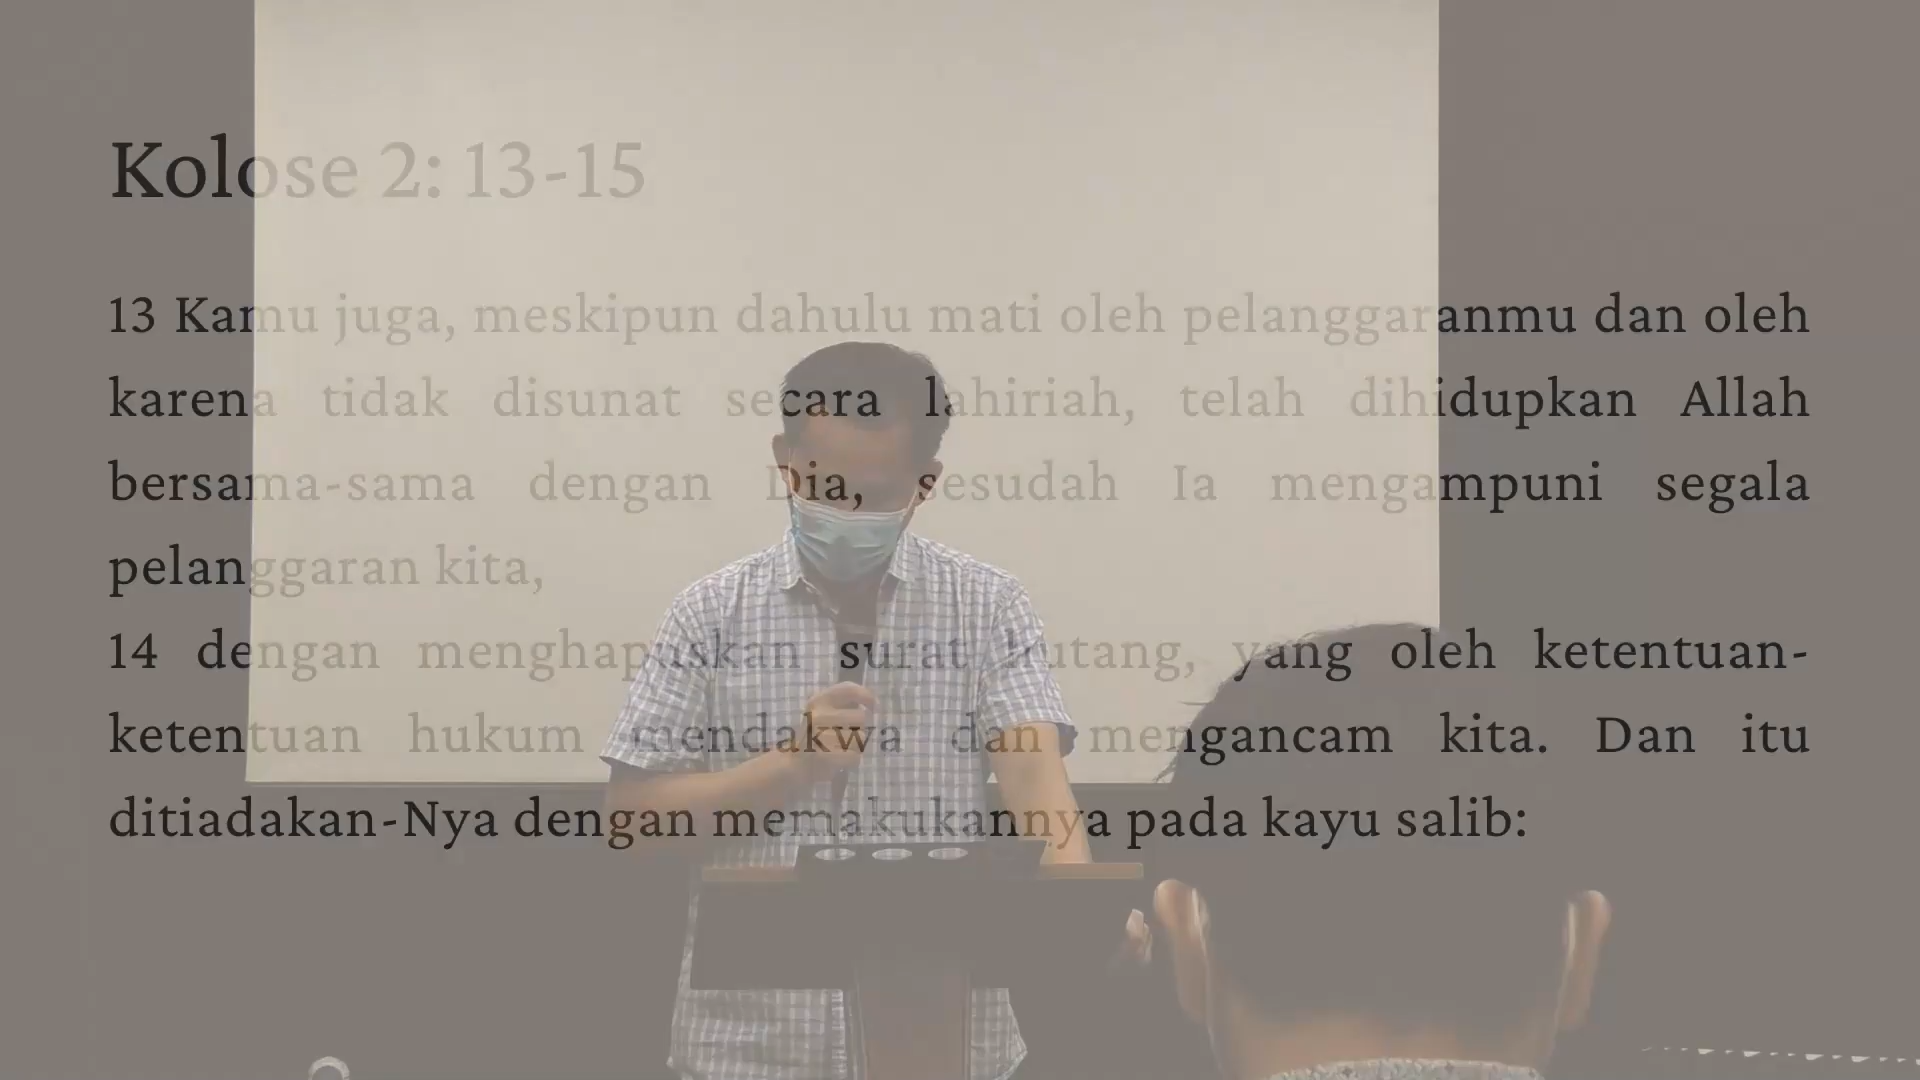 Kolose 2: 13-15
13 Kamu juga, meskipun dahulu mati oleh pelanggaranmu dan oleh
karena tidak disunat secara lahiriah, telah dihidupkan Allah
bersama-sama dengan Dia, sesudah Ia mengampuni segala
pelanggaran kita,
14 dengan menghapuskan surat hutang, yang oleh ketentuan-
ketentuan hukum mendakwa dan mengancam kita. Dan itu
ditiadakan-Nya dengan memakukannya pada kayu salib: